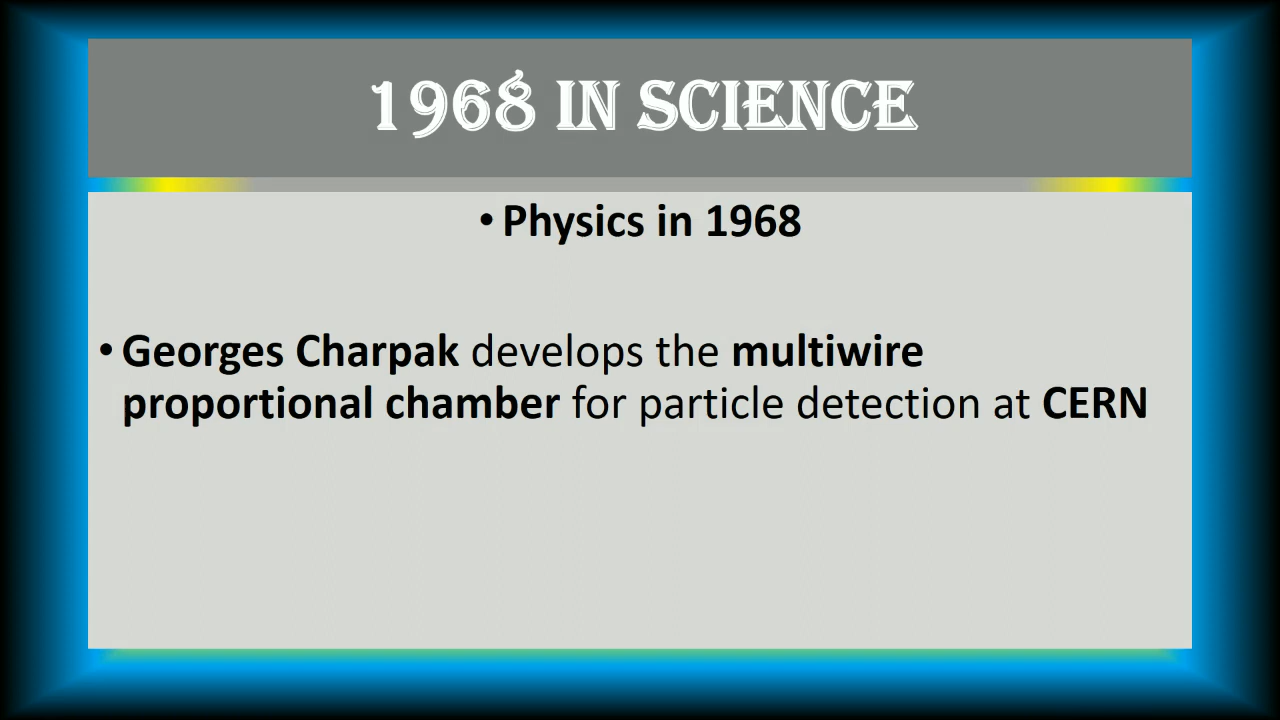 1968 IN SCIENCE
• Physics in 1968
• Georges Charpak develops the multiwire
proportional chamber for particle detection at CERN